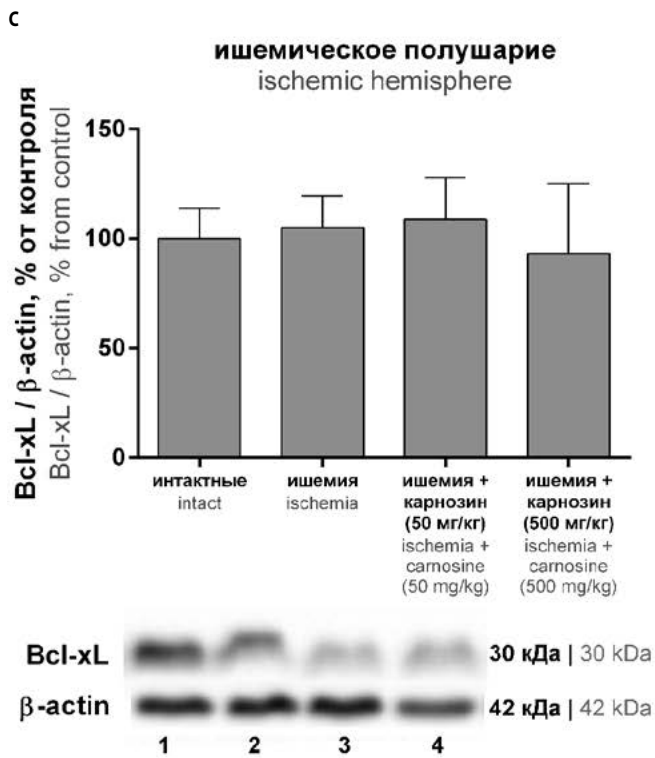 C
ишемическое полушарие
ischemic hemisphere
Bcl-xL / β-actin, % от контроля
Bcl-xL / β-actin, % from control
150
100
50
0
интактные
intact
ишемия
ischemia
ишемия +
карнозин
(50 мг/кг)
ischemia +
carnosine
(50 mg/kg)
ишемия +
карнозин
(500 мг/кг)
ischemia +
carnosine
(500 mg/kg)
Bcl-xL 30 кДа | 30 kDa
β-actin 42 кДа | 42 kDa
1 2 3 4